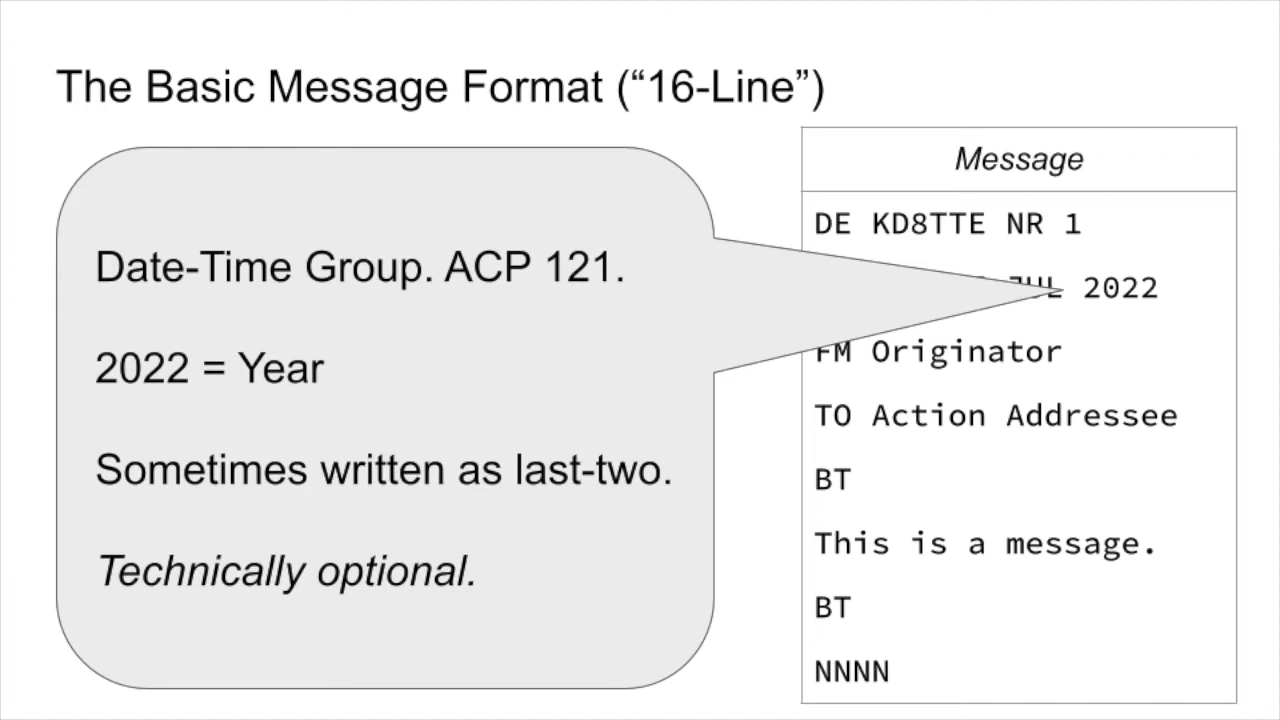 The Basic Message Format (“16-Line”)
Date-Time Group. ACP 121.
2022 = Year
Sometimes written as last-two.
Technically optional.
Message
DE KD8TTE NR 1
JUL 2022
FM Originator
TO Action Addressee
BT
This is a message.
BT
NNNN